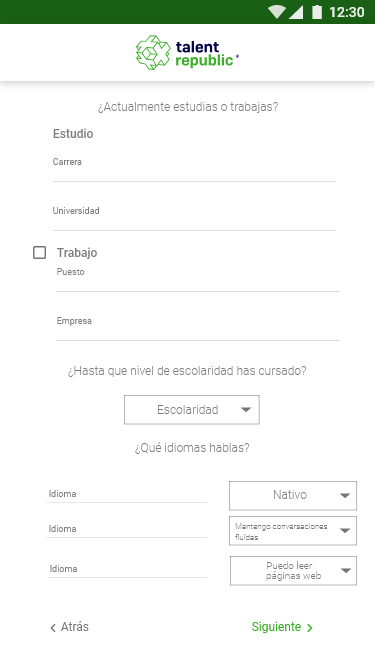 12:30
talent
republic
¿Actualmente estudias o trabajas?
Estudio
Carrera
Universidad
Trabajo
Puesto
Empresa
¿Hasta que nivel de escolaridad has cursado?
Escolaridad
¿Qué idiomas hablas?
Idioma
Nativo
Idioma
Mantengo conversaciones
fluídas
Idioma
Puedo leer
páginas web
Atrás
Siguiente